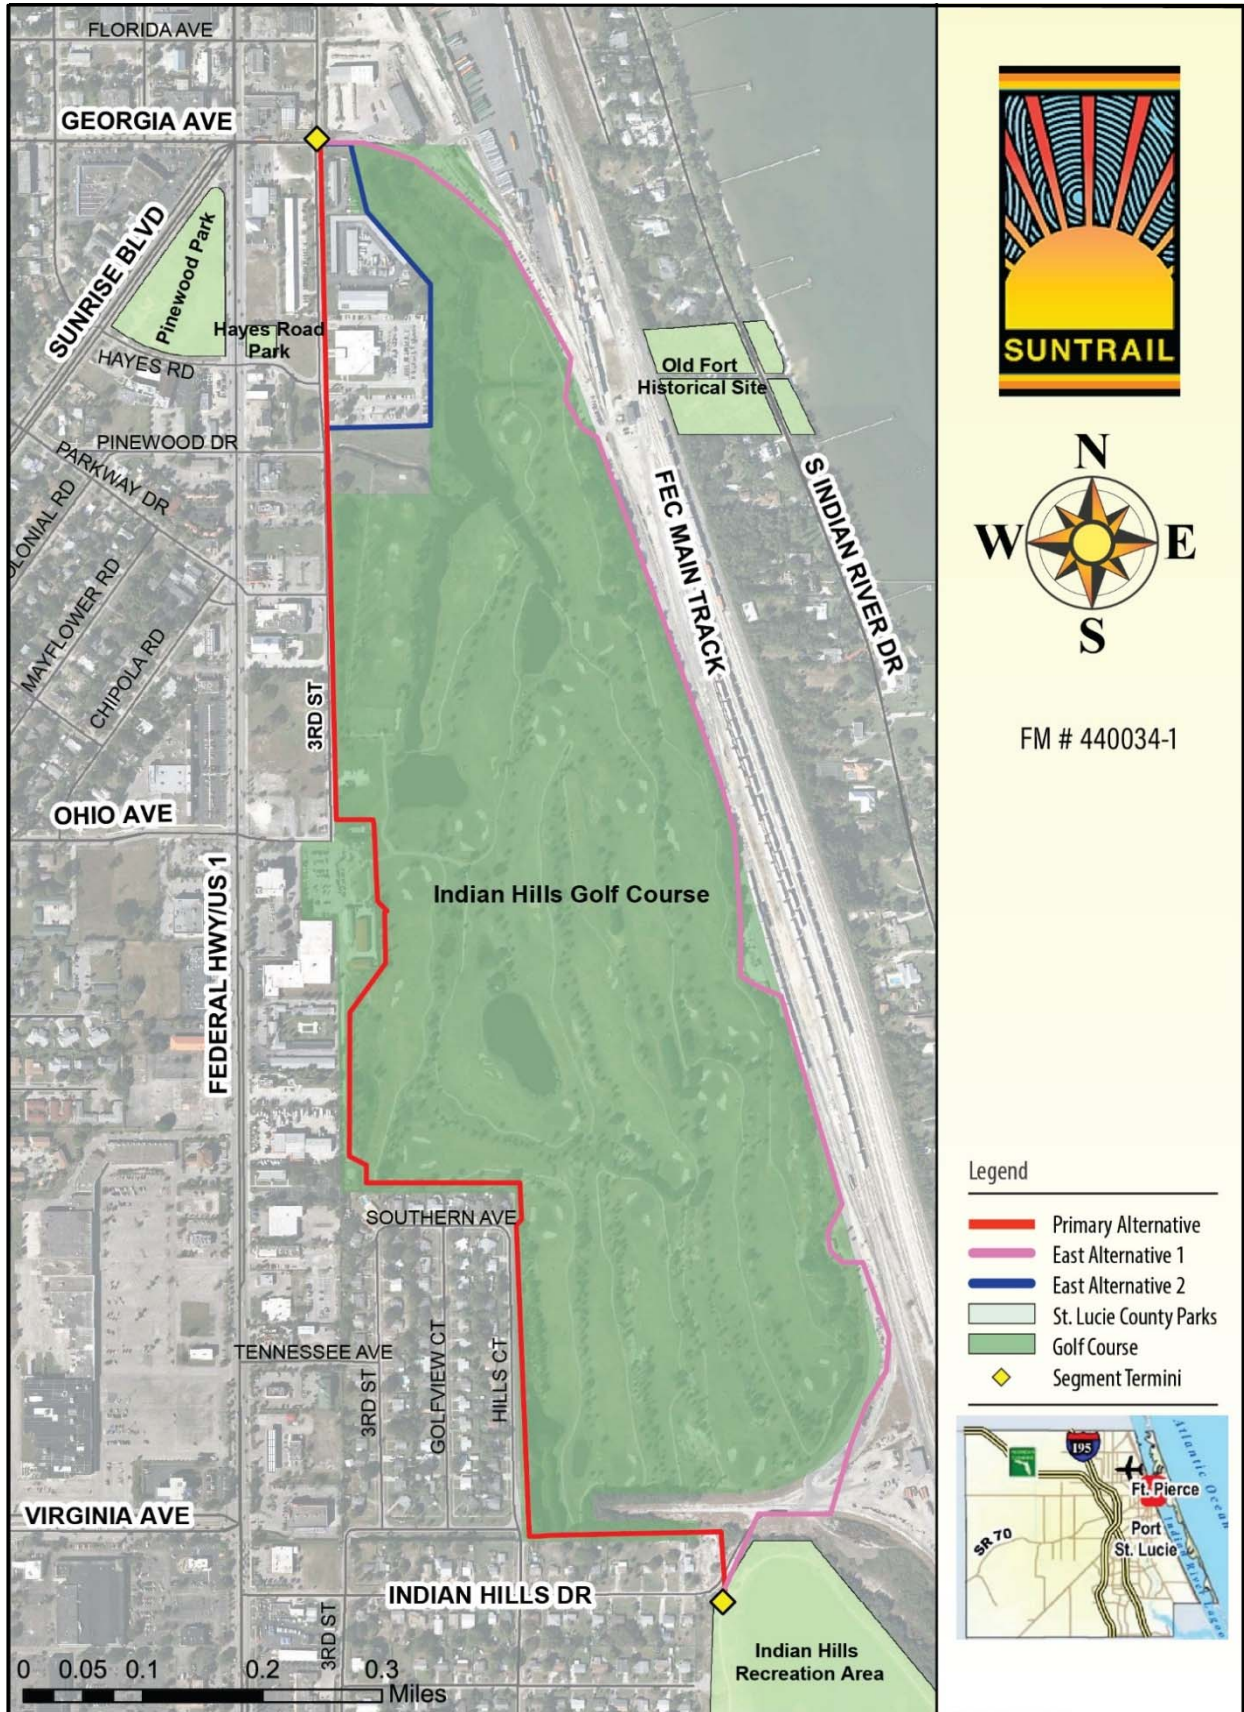 FLORIDA AVE
GEORGIA AVE
SUNRISE BLVD
Pinewood Park
Hayes Road
Park
HAYES RD
PINEWOOD DR
PARKWAY DR
MAYFLOWER RD
CHIPOLA RD
3RD ST
OHIO AVE
FEDERAL HWY/US 1
Old Fort
Historical Site
FEC MAIN TRACK
S INDIAN RIVER DR
Indian Hills Golf Course
SOUTHERN AVE
TENNESSEE AVE
3RD ST
GOLFVIEW CT
HILLS CT
VIRGINIA AVE
INDIAN HILLS DR
3RD ST
Indian Hills
Recreation Area
0 0.05 0.1 0.2 0.3
Miles
SUNTRAIL
N
W E
S
FM # 440034-1
Legend
Primary Alternative
East Alternative 1
East Alternative 2
St. Lucie County Parks
Golf Course
Segment Termini
195
Atlantic Ocean
Ft. Pierce
Port
St. Lucie
SR 70
Indian River